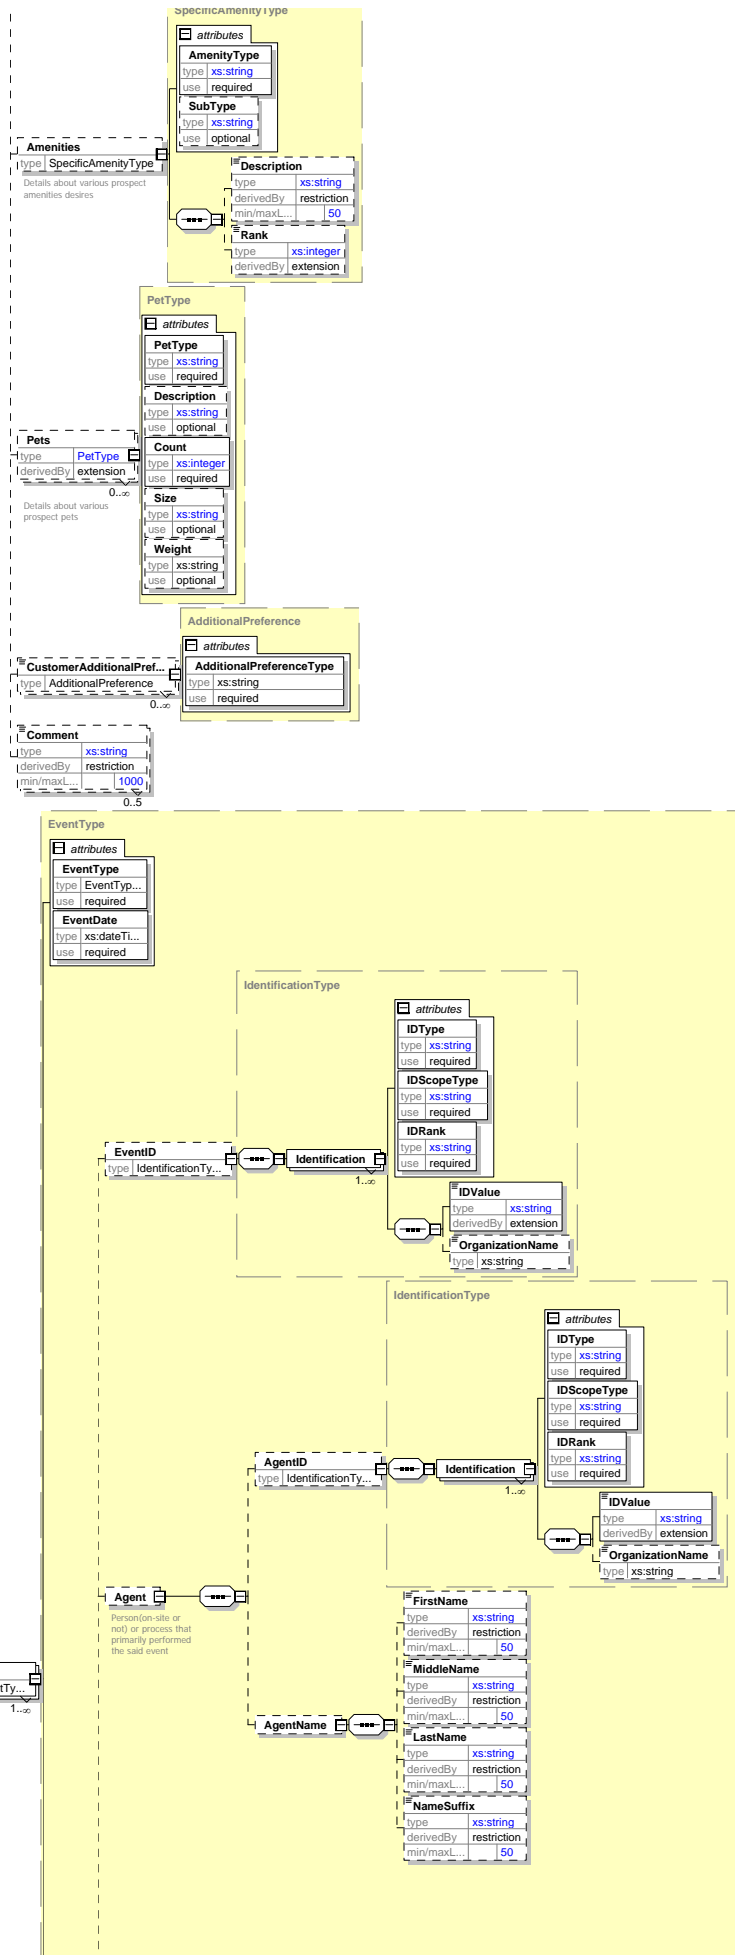 SpecificAmenityType
attributes
AmenityType
type xs:string
use required
SubType
type xs:string
use optional
Amenities
type SpecificAmenityType
Details about various prospect
amenities desires
Description
type xs:string
derivedBy restriction
min/maxL... 50
Rank
type xs:integer
derivedBy extension
PetType
attributes
PetType
type xs:string
use required
Description
type xs:string
use optional
Count
type xs:integer
use required
Size
type xs:string
use optional
Weight
type xs:string
use optional
Pets
type PetType
derivedBy extension
0..∞
Details about various
prospect pets
AdditionalPreference
attributes
AdditionalPreferenceType
type xs:string
use required
CustomerAdditionalPref...
type AdditionalPreference
0..∞
Comment
type xs:string
derivedBy restriction
min/maxL... 1000
0..5
EventType
attributes
EventType
type EventTyp...
use required
EventDate
type xs:dateTi...
use required
IdentificationType
attributes
IDType
type xs:string
use required
IDScopeType
type xs:string
use required
IDRank
type xs:string
use required
EventID
type IdentificationTy...
Identification
1..∞
IDValue
type xs:string
derivedBy extension
OrganizationName
type xs:string
IdentificationType
attributes
IDType
type xs:string
use required
IDScopeType
type xs:string
use required
IDRank
type xs:string
use required
AgentID
type IdentificationTy...
Identification
1..∞
IDValue
type xs:string
derivedBy extension
OrganizationName
type xs:string
Agent
Person(on-site or
not) or process that
primarily performed
the said event
FirstName
type xs:string
derivedBy restriction
min/maxL... 50
MiddleName
type xs:string
derivedBy restriction
min/maxL... 50
tTy...
1..∞
AgentName
LastName
type xs:string
derivedBy restriction
min/maxL... 50
NameSuffix
type xs:string
derivedBy restriction
min/maxL... 50